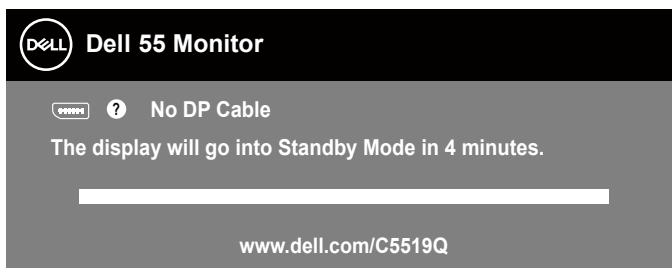 DELL Dell 55 Monitor
? No DP Cable
The display will go into Standby Mode in 4 minutes.
www.dell.com/C5519Q